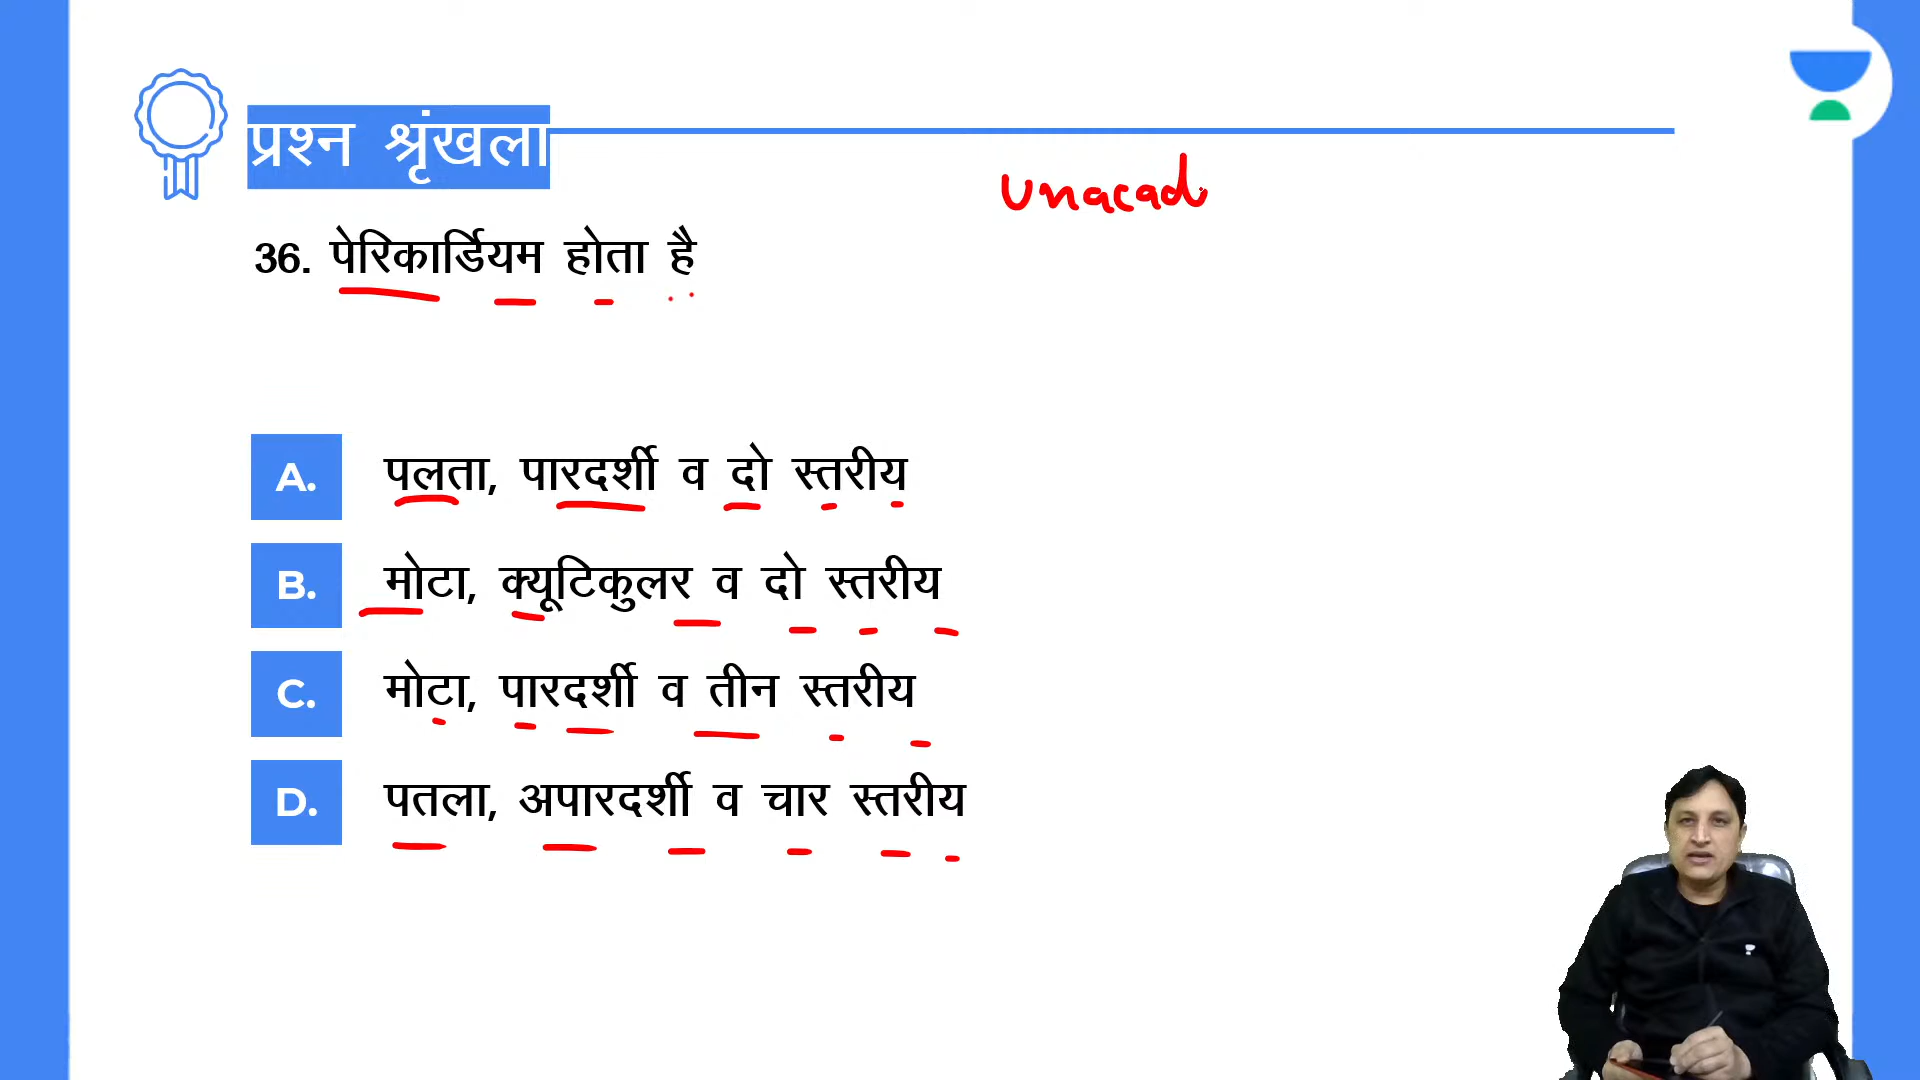 प्रश्न श्रृंखला
unacad
36. पेरिकार्डियम होता है
A. पलता, पारदर्शी व दो स्तरीय
B. मोटा, क्यूटिकुलर व दो स्तरीय
C. मोटा, पारदर्शी व तीन स्तरीय
D. पतला, अपारदर्शी व चार स्तरीय